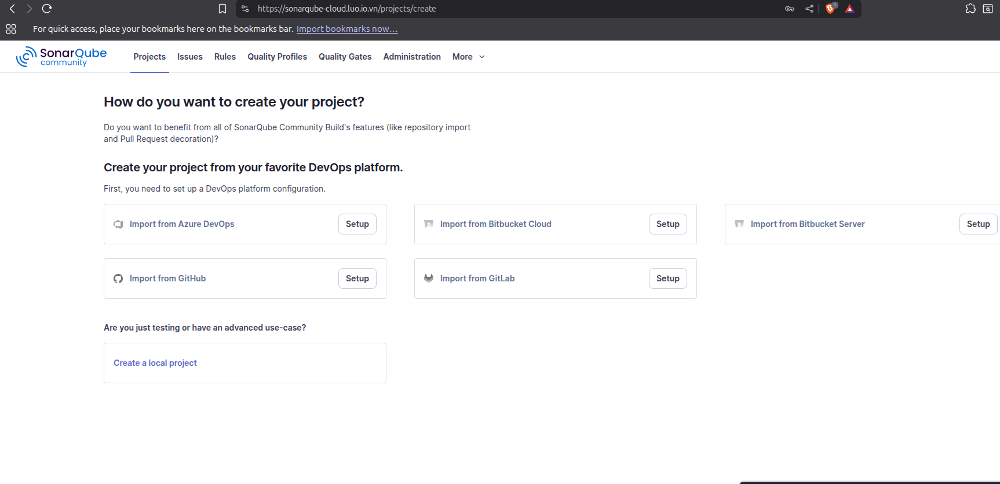 https://sonarqube-cloud.luo.io.vn/projects/create
1
For quick access, place your bookmarks here on the bookmarks bar. Import bookmarks now...
SonarQube community
Projects Issues Rules Quality Profiles Quality Gates Administration More
How do you want to create your project?
Do you want to benefit from all of SonarQube Community Build's features (like repository import
and Pull Request decoration)?
Create your project from your favorite DevOps platform.
First, you need to set up a DevOps platform configuration.
Import from Azure DevOps Setup
Import from Bitbucket Cloud Setup
Import from Bitbucket Server Setup
Import from GitHub Setup
Import from GitLab Setup
Are you just testing or have an advanced use-case?
Create a local project